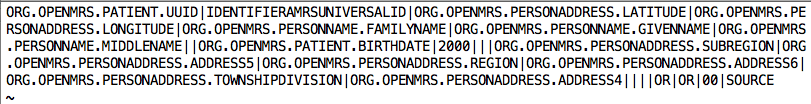 ORG.OPENMRS.PATIENT.UUID|IDENTIFIERAMRSUNIVERSALID|ORG.OPENMRS.PERSONADDRESS.LATITUDE|ORG.OPENMRS.PE
RSONADDRESS.LONGITUDE|ORG.OPENMRS.PERSONNAME.FAMILYNAME|ORG.OPENMRS.PERSONNAME.GIVENNAME|ORG.OPENMRS
.PERSONNAME.MIDDLENAME||ORG.OPENMRS.PATIENT.BIRTHDATE|2000|||ORG.OPENMRS.PERSONADDRESS.SUBREGION|ORG
.OPENMRS.PERSONADDRESS.ADDRESS5|ORG.OPENMRS.PERSONADDRESS.REGION|ORG.OPENMRS.PERSONADDRESS.ADDRESS6|
ORG.OPENMRS.PERSONADDRESS.TOWNSHIPDIVISION|ORG.OPENMRS.PERSONADDRESS.ADDRESS4||||OR|OR|00|SOURCE
~